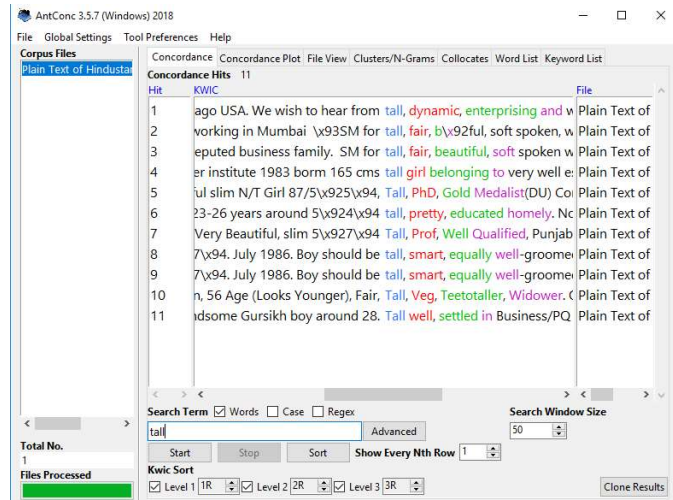 AntConc 3.5.7 (Windows) 2018
File Global Settings Tool Preferences Help
Corpus Files
Plain Text of Hindustan
Concordance Concordance Plot File View Clusters/N-Grams Collocates Word List Keyword List
Concordance Hits 11
Hit KWIC File
1 ago USA. We wish to hear from tall, dynamic, enterprising and w Plain Text of
2 working in Mumbai \x93SM for tall, fair, b\x92ful, soft spoken, w Plain Text of
3 eputed business family. SM for tall, fair, beautiful, soft spoken w Plain Text of
4 er institute 1983 born 165 cms tall girl belonging to very well es Plain Text of
5 ful slim N/T Girl 87/5\x925\x94, Tall, PhD, Gold Medalist(DU) Co Plain Text of
6 23-26 years around 5\x924\x94 tall, pretty, educated homely. No Plain Text of
7 Very Beautiful, slim 5\x927\x94 Tall, Prof, Well Qualified, Punjab Plain Text of
8 7\x94. July 1986. Boy should be tall, smart, equally well-groome Plain Text of
9 7\x94. July 1986. Boy should be tall, smart, equally well-groome Plain Text of
10 n, 56 Age (Looks Younger), Fair, Tall, Veg, Teetotaller, Widower. Plain Text of
11 dsome Gursikh boy around 28. Tall well, settled in Business/PQ Plain Text of
Search Term Words Case Regex Search Window Size
tall Advanced 50
Total No.
1
Start Stop Sort Show Every Nth Row 1
Files Processed
Kwic Sort
Level 1 1R Level 2 2R Level 3 3R Clone Results